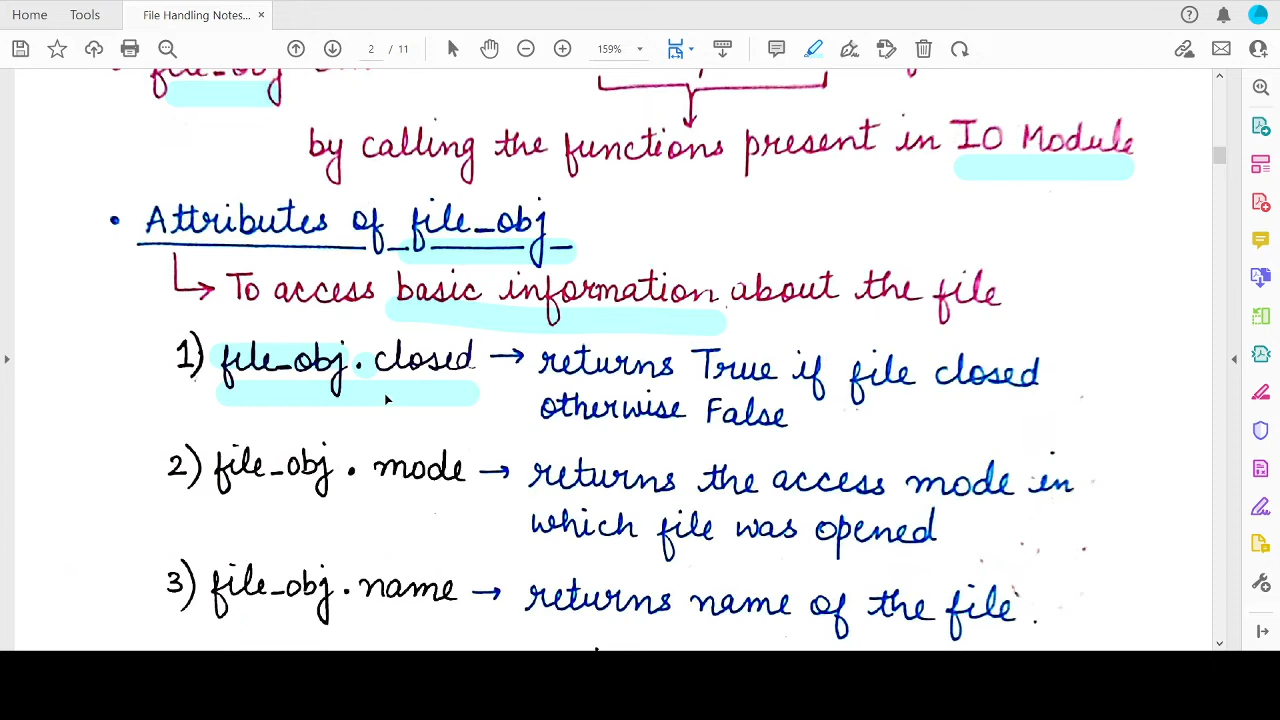 Home Tools File Handling Notes... ×
2 / 11 159%
file_obj
by calling the functions present in IO Module
• Attributes of file_obj
To access basic information about the file
1) file_obj . closed → returns True if file closed
otherwise False
2) file_obj . mode → returns the access mode in
which file was opened
3) file_obj . name → returns name of the file